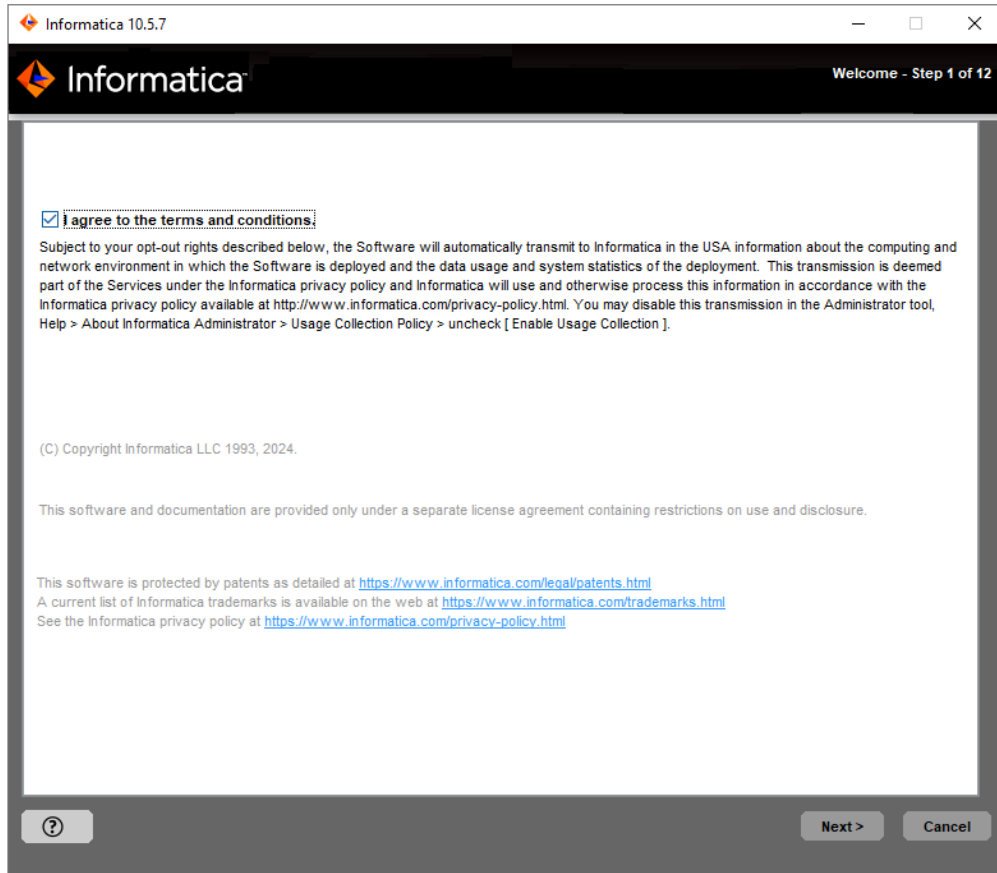 Informatica 10.5.7
Informatica
Welcome - Step 1 of 12
I agree to the terms and conditions.
Subject to your opt-out rights described below, the Software will automatically transmit to Informatica in the USA information about the computing and
network environment in which the Software is deployed and the data usage and system statistics of the deployment.  This transmission is deemed
part of the Services under the Informatica privacy policy and Informatica will use and otherwise process this information in accordance with the
Informatica privacy policy available at http://www.informatica.com/privacy-policy.html. You may disable this transmission in the Administrator tool,
Help > About Informatica Administrator > Usage Collection Policy > uncheck [ Enable Usage Collection ].
(C) Copyright Informatica LLC 1993, 2024.
This software and documentation are provided only under a separate license agreement containing restrictions on use and disclosure.
This software is protected by patents as detailed at https://www.informatica.com/legal/patents.html
A current list of Informatica trademarks is available on the web at https://www.informatica.com/trademarks.html
See the Informatica privacy policy at https://www.informatica.com/privacy-policy.html
?
Next >
Cancel